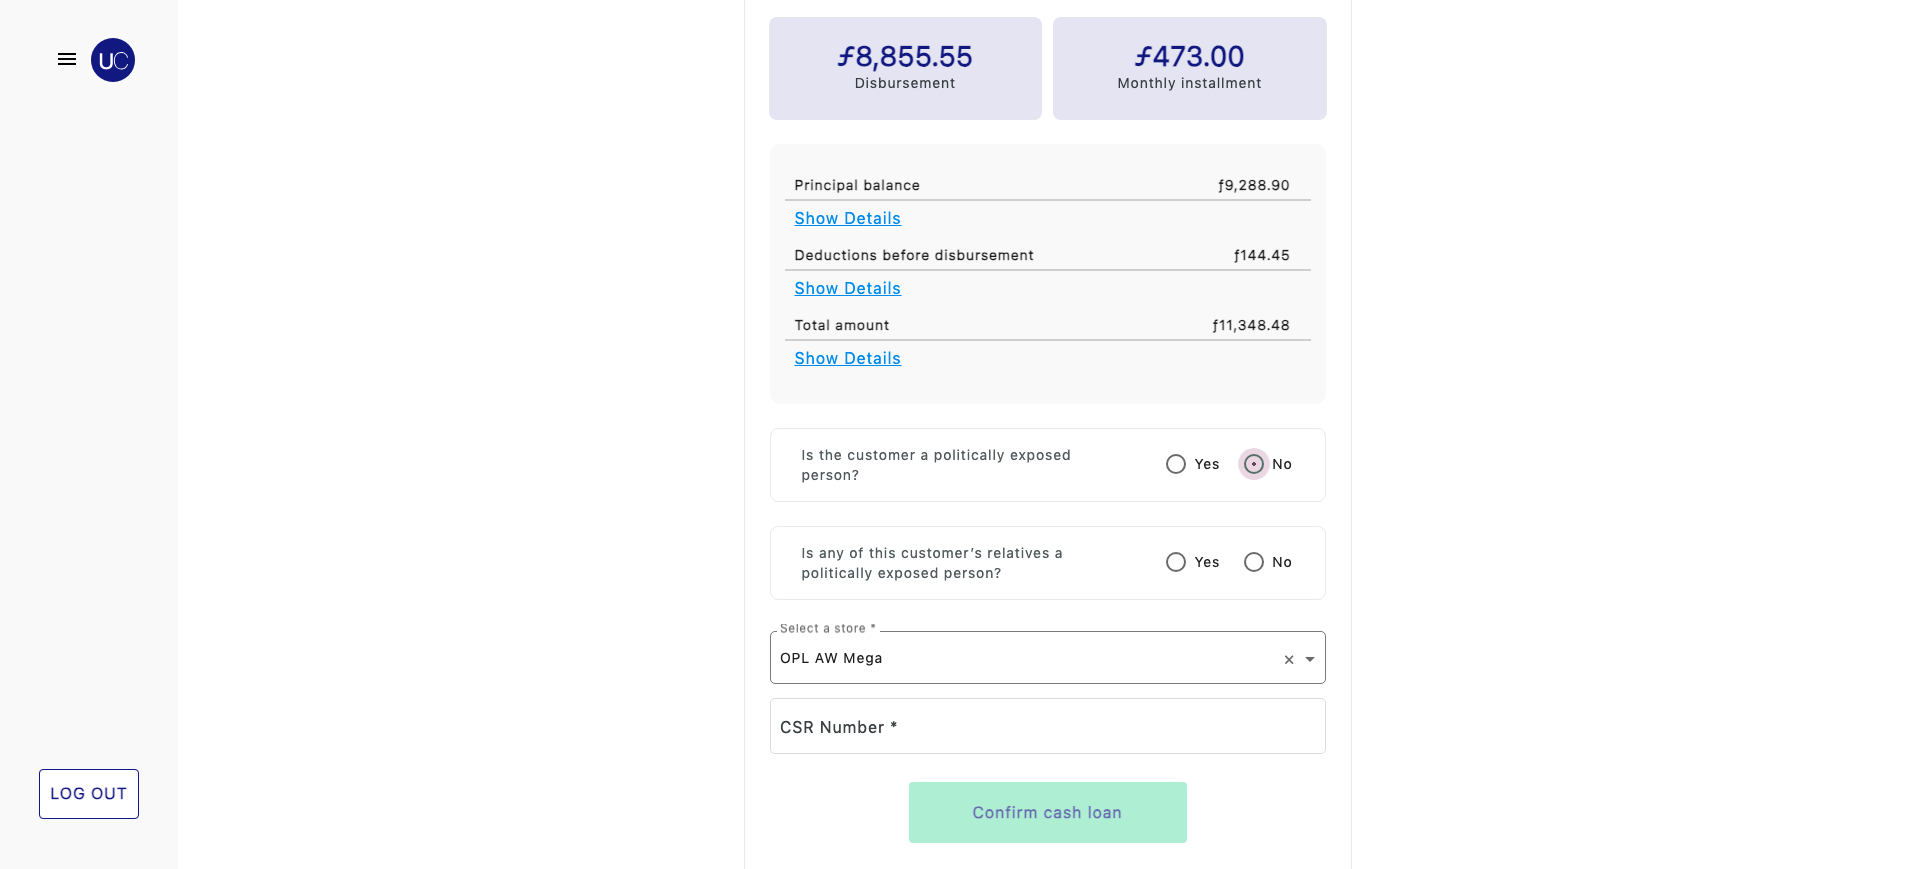 UC
ƒ8,855.55
Disbursement
ƒ473.00
Monthly installment
Principal balance ƒ9,288.90
Show Details
Deductions before disbursement ƒ144.45
Show Details
Total amount ƒ11,348.48
Show Details
Is the customer a politically exposed
person?
Yes No
Is any of this customer’s relatives a
politically exposed person?
Yes No
Select a store *
OPL AW Mega
CSR Number *
Confirm cash loan
LOG OUT